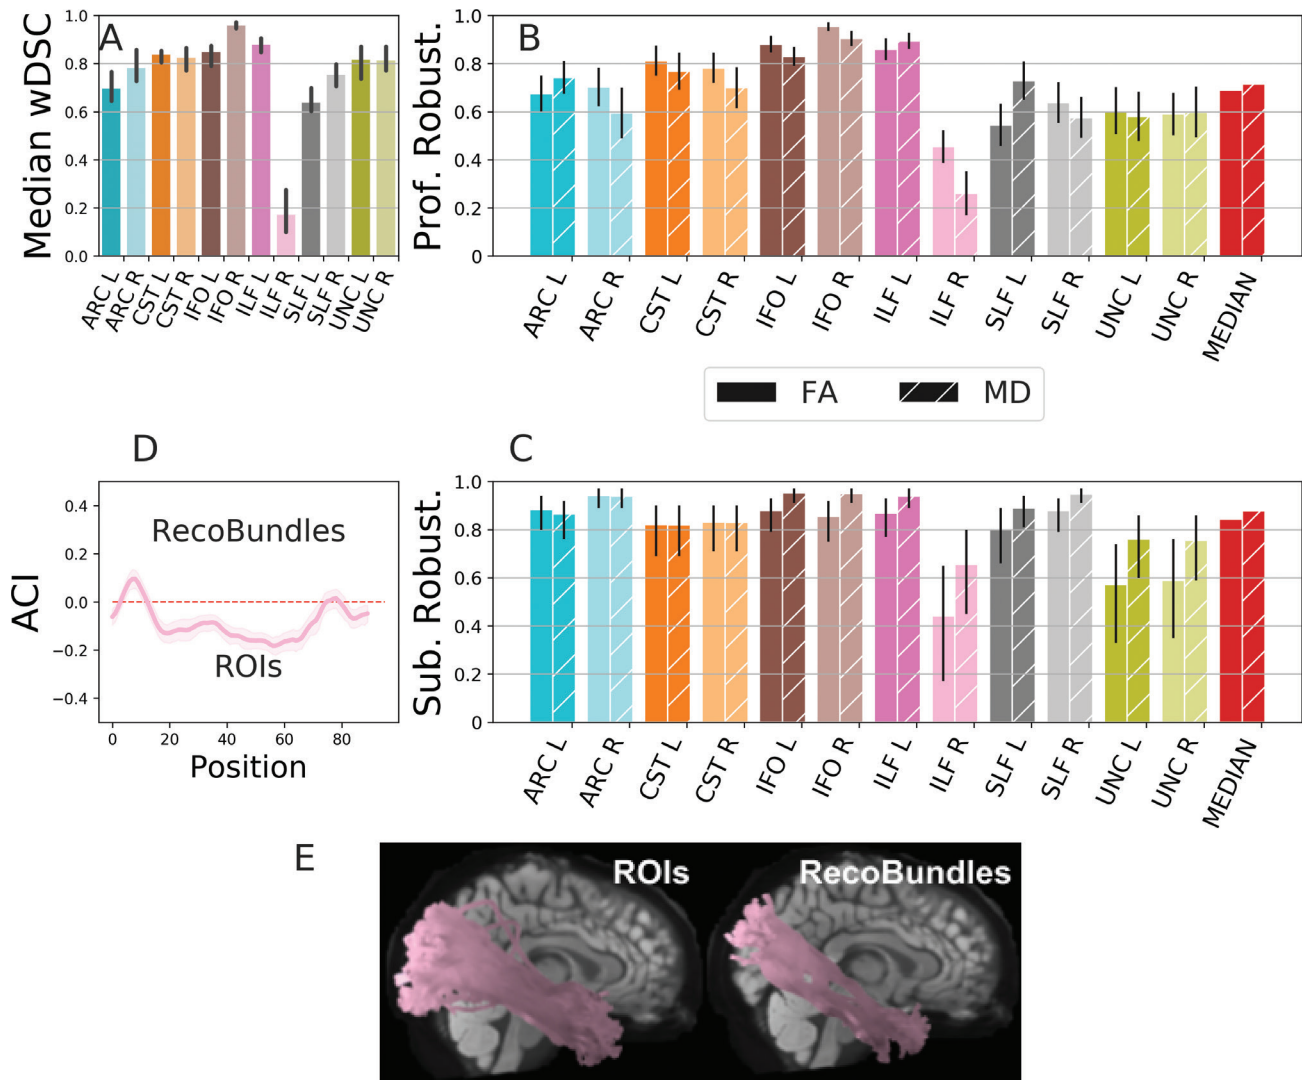 A
Median wDSC
1.0
0.8
0.6
0.4
0.2
0.0
ARC L
ARC R
CST L
CST R
IFO L
IFO R
ILF L
ILF R
SLF L
SLF R
UNC L
UNC R
B
Prof. Robust.
1.0
0.8
0.6
0.4
0.2
0
ARC L
ARC R
CST L
CST R
IFO L
IFO R
ILF L
ILF R
SLF L
SLF R
UNC L
UNC R
MEDIAN
FA MD
D
ACI
0.4
0.2
0.0
−0.2
−0.4
RecoBundles
ROIs
0 20 40 60 80
Position
C
Sub. Robust.
1.0
0.8
0.6
0.4
0.2
0
ARC L
ARC R
CST L
CST R
IFO L
IFO R
ILF L
ILF R
SLF L
SLF R
UNC L
UNC R
MEDIAN
E
ROIs
RecoBundles